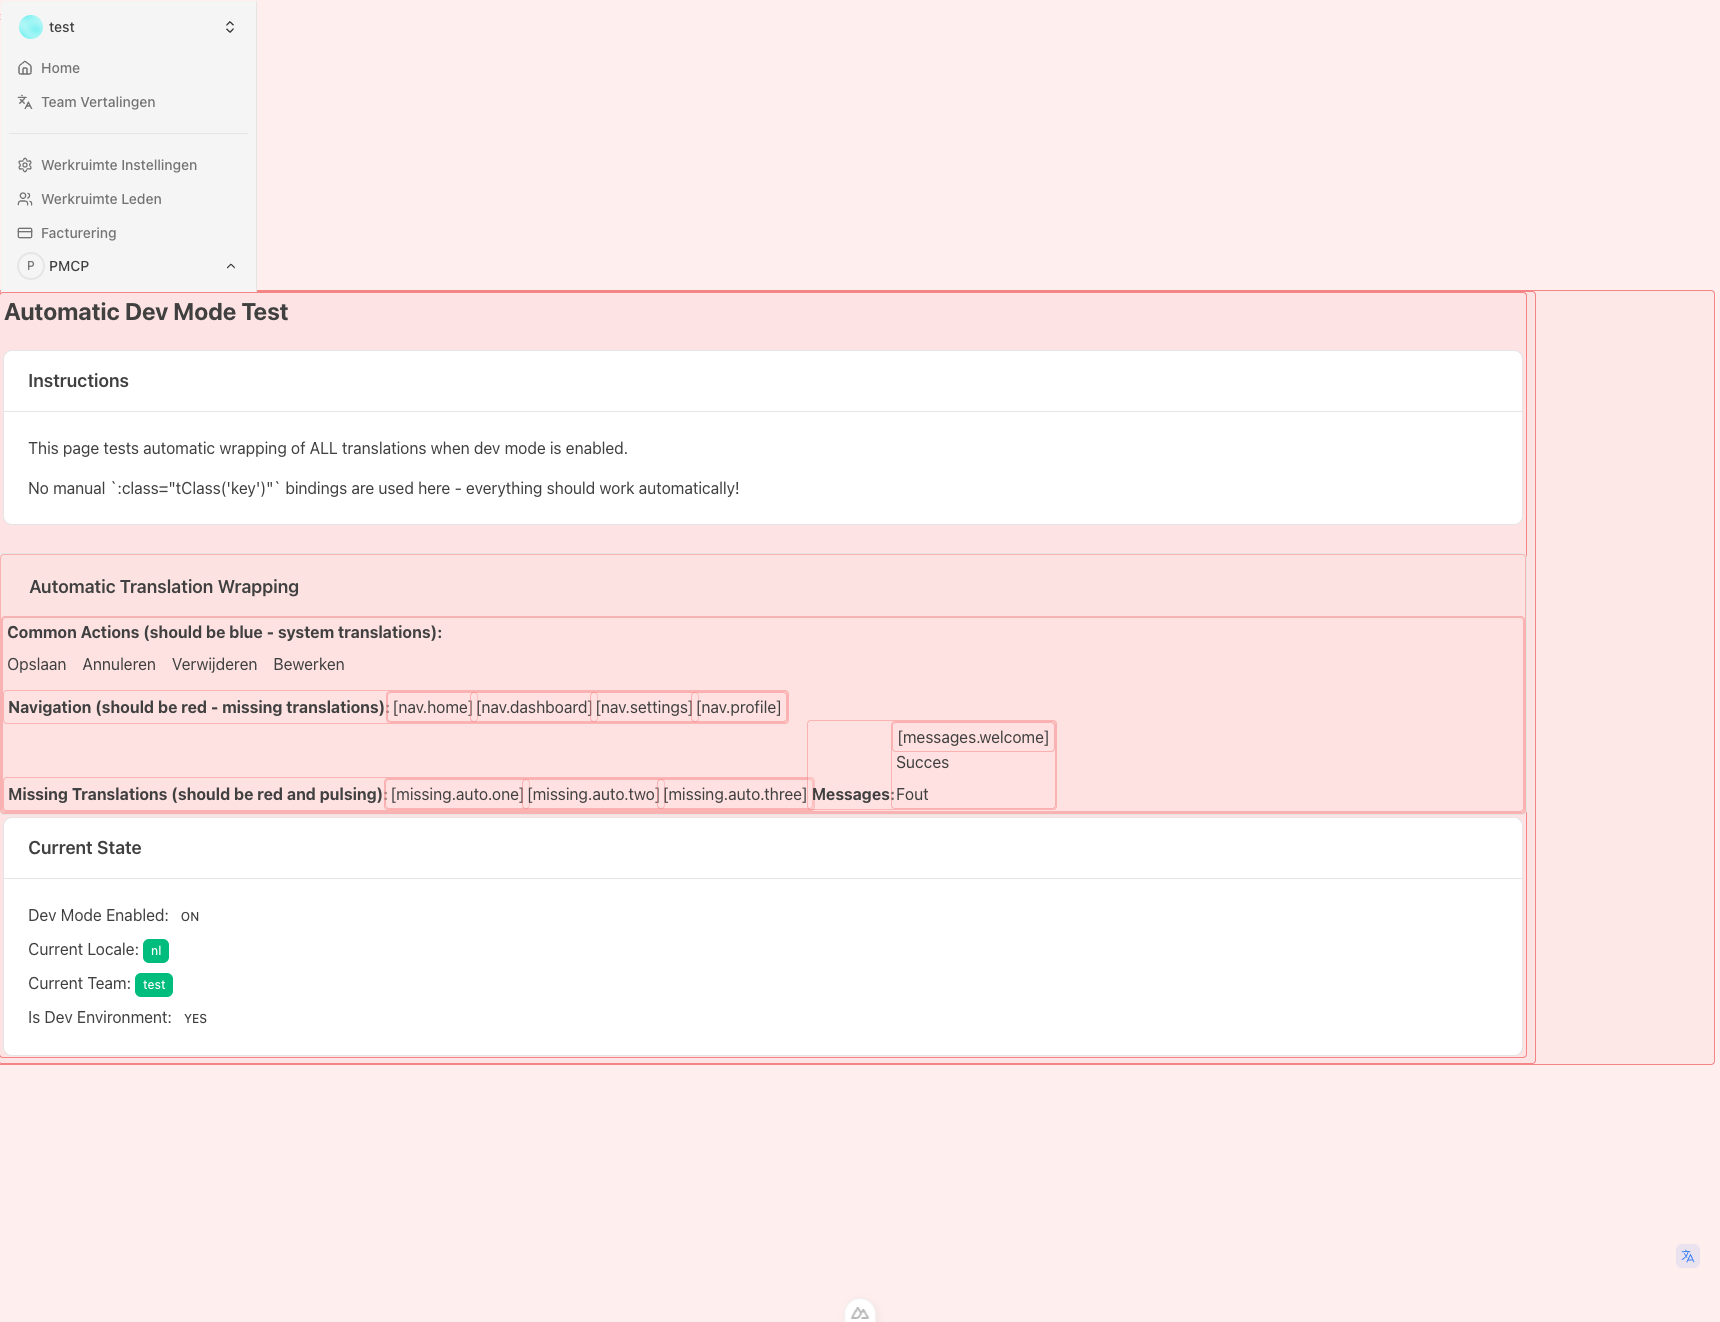 test
Home
Team Vertalingen
Werkruimte Instellingen
Werkruimte Leden
Facturering
P PMCP
Automatic Dev Mode Test
Instructions
This page tests automatic wrapping of ALL translations when dev mode is enabled.
No manual `:class="tClass('key')"` bindings are used here - everything should work automatically!
Automatic Translation Wrapping
Common Actions (should be blue - system translations):
Opslaan Annuleren Verwijderen Bewerken
Navigation (should be red - missing translations): [nav.home] [nav.dashboard] [nav.settings] [nav.profile]
[messages.welcome]
Succes
Missing Translations (should be red and pulsing): [missing.auto.one] [missing.auto.two] [missing.auto.three] Messages: Fout
Current State
Dev Mode Enabled: ON
Current Locale: nl
Current Team: test
Is Dev Environment: YES